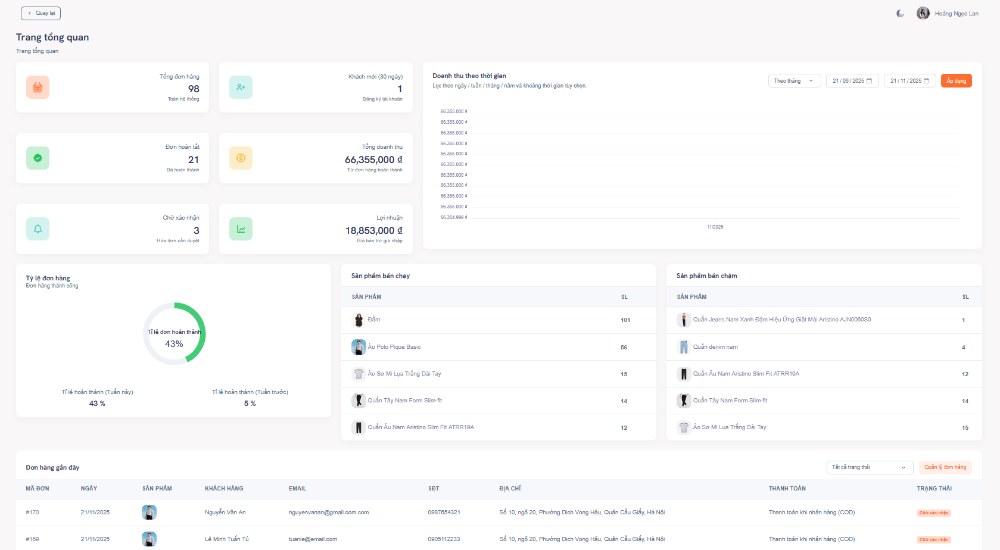 Quay lại
Hoàng Ngọc Lan
Trang tổng quan
Trang tổng quan
Tổng đơn hàng
98
Toàn hệ thống
Khách mới (30 ngày)
1
Đăng ký tài khoản
Đơn hoàn tất
21
Đã hoàn thành
Tổng doanh thu
66,355,000 ₫
Từ đơn hàng hoàn thành
Chờ xác nhận
3
Hóa đơn cần duyệt
Lợi nhuận
18,853,000 ₫
Giá bán trừ giá nhập
Doanh thu theo thời gian
Lọc theo ngày / tuần / tháng / năm và khoảng thời gian tùy chọn.
Theo tháng
21 / 06 / 2025
21 / 11 / 2025
Áp dụng
66.355.000 ₫
66.355.000 ₫
66.355.000 ₫
66.355.000 ₫
66.355.000 ₫
66.355.000 ₫
66.355.000 ₫
66.355.000 ₫
66.355.000 ₫
66.355.000 ₫
66.354.999 ₫
11/2025
Tỷ lệ đơn hàng
Đơn hàng thành công
Tỉ lệ đơn hoàn thành
43%
Tỉ lệ hoàn thành (Tuần này)
43 %
Tỉ lệ hoàn thành (Tuần trước)
5 %
Sản phẩm bán chạy
SẢN PHẨM SL
Đầm 101
Áo Polo Pique Basic 56
Áo Sơ Mi Lụa Trắng Dài Tay 15
Quần Tây Nam Form Slim-fit 14
Quần Âu Nam Aristino Slim Fit ATRR19A 12
Sản phẩm bán chậm
SẢN PHẨM SL
Quần Jeans Nam Xanh Đậm Hiệu Ứng Giặt Mài Aristino AJN0060S0 1
Quần denim nam 4
Quần Âu Nam Aristino Slim Fit ATRR19A 12
Quần Tây Nam Form Slim-fit 14
Áo Sơ Mi Lụa Trắng Dài Tay 15
Đơn hàng gần đây
Tất cả trạng thái
Quản lý đơn hàng
MÃ ĐƠN NGÀY SẢN PHẨM KHÁCH HÀNG EMAIL SĐT ĐỊA CHỈ THANH TOÁN TRẠNG THÁI
#170 21/11/2025 Nguyễn Văn An nguyenvanan@gmail.com.com 0987654321 Số 10, ngõ 20, Phường Dịch Vọng Hậu, Quận Cầu Giấy, Hà Nội Thanh toán khi nhận hàng (COD) Chờ xác nhận
#169 21/11/2025 Lê Minh Tuấn Tú tuanle@email.com 0905112233 Số 10, ngõ 20, Phường Dịch Vọng Hậu, Quận Cầu Giấy, Hà Nội Thanh toán khi nhận hàng (COD) Chờ xác nhận